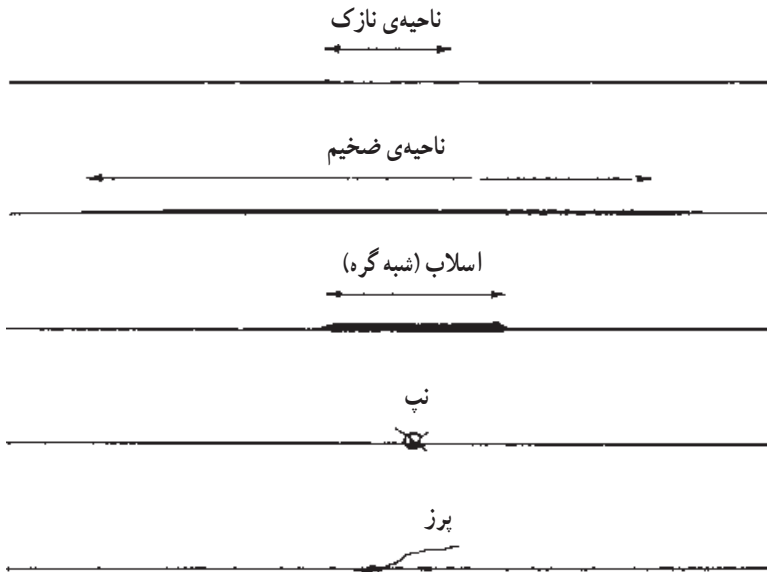 ناحیه‌ی نازک
ناحیه‌ی ضخیم
اسلاب (شبه گره)
نپ
پرز